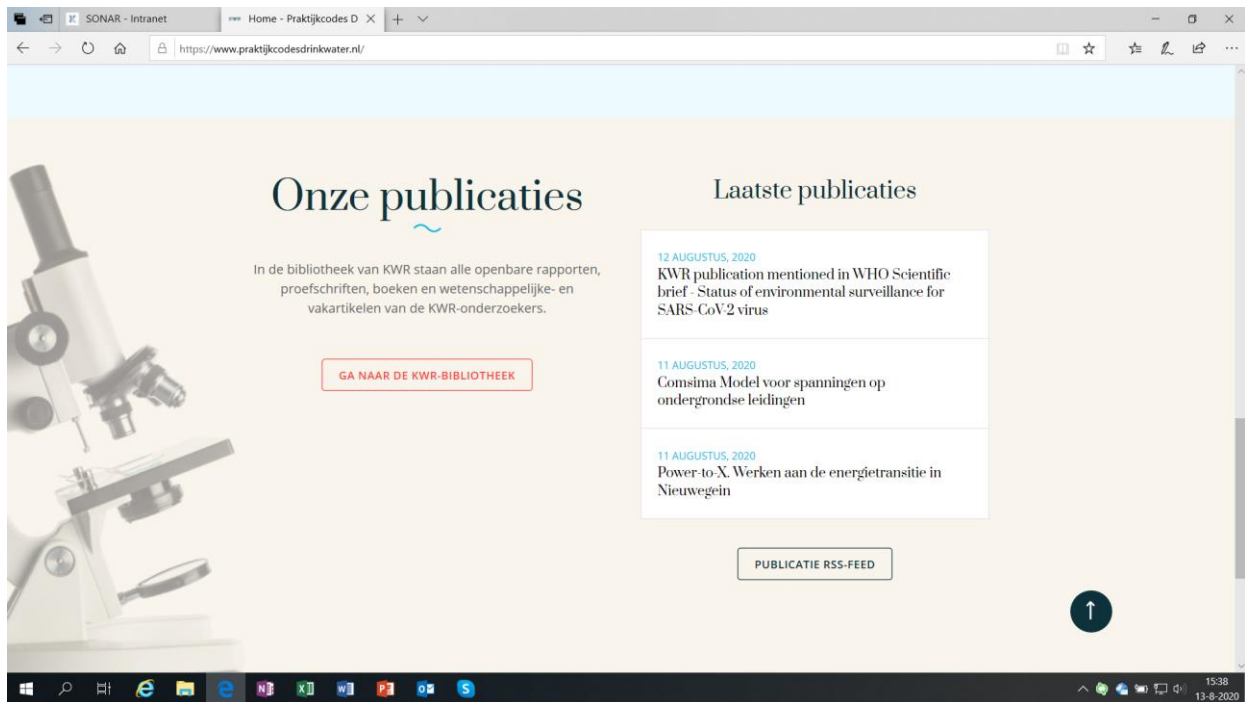 SONAR - Intranet
KWR Home - Praktijkcodes D
https://www.praktijkcodesdrinkwater.nl/
Onze publicaties
In de bibliotheek van KWR staan alle openbare rapporten,
proefschriften, boeken en wetenschappelijke- en
vakartikelen van de KWR-onderzoekers.
GA NAAR DE KWR-BIBLIOTHEEK
Laatste publicaties
12 AUGUSTUS, 2020
KWR publication mentioned in WHO Scientific
brief - Status of environmental surveillance for
SARS-CoV-2 virus
11 AUGUSTUS, 2020
Comsima Model voor spanningen op
ondergrondse leidingen
11 AUGUSTUS, 2020
Power-to-X. Werken aan de energietransitie in
Nieuwegein
PUBLICATIE RSS-FEED
15:38
13-8-2020